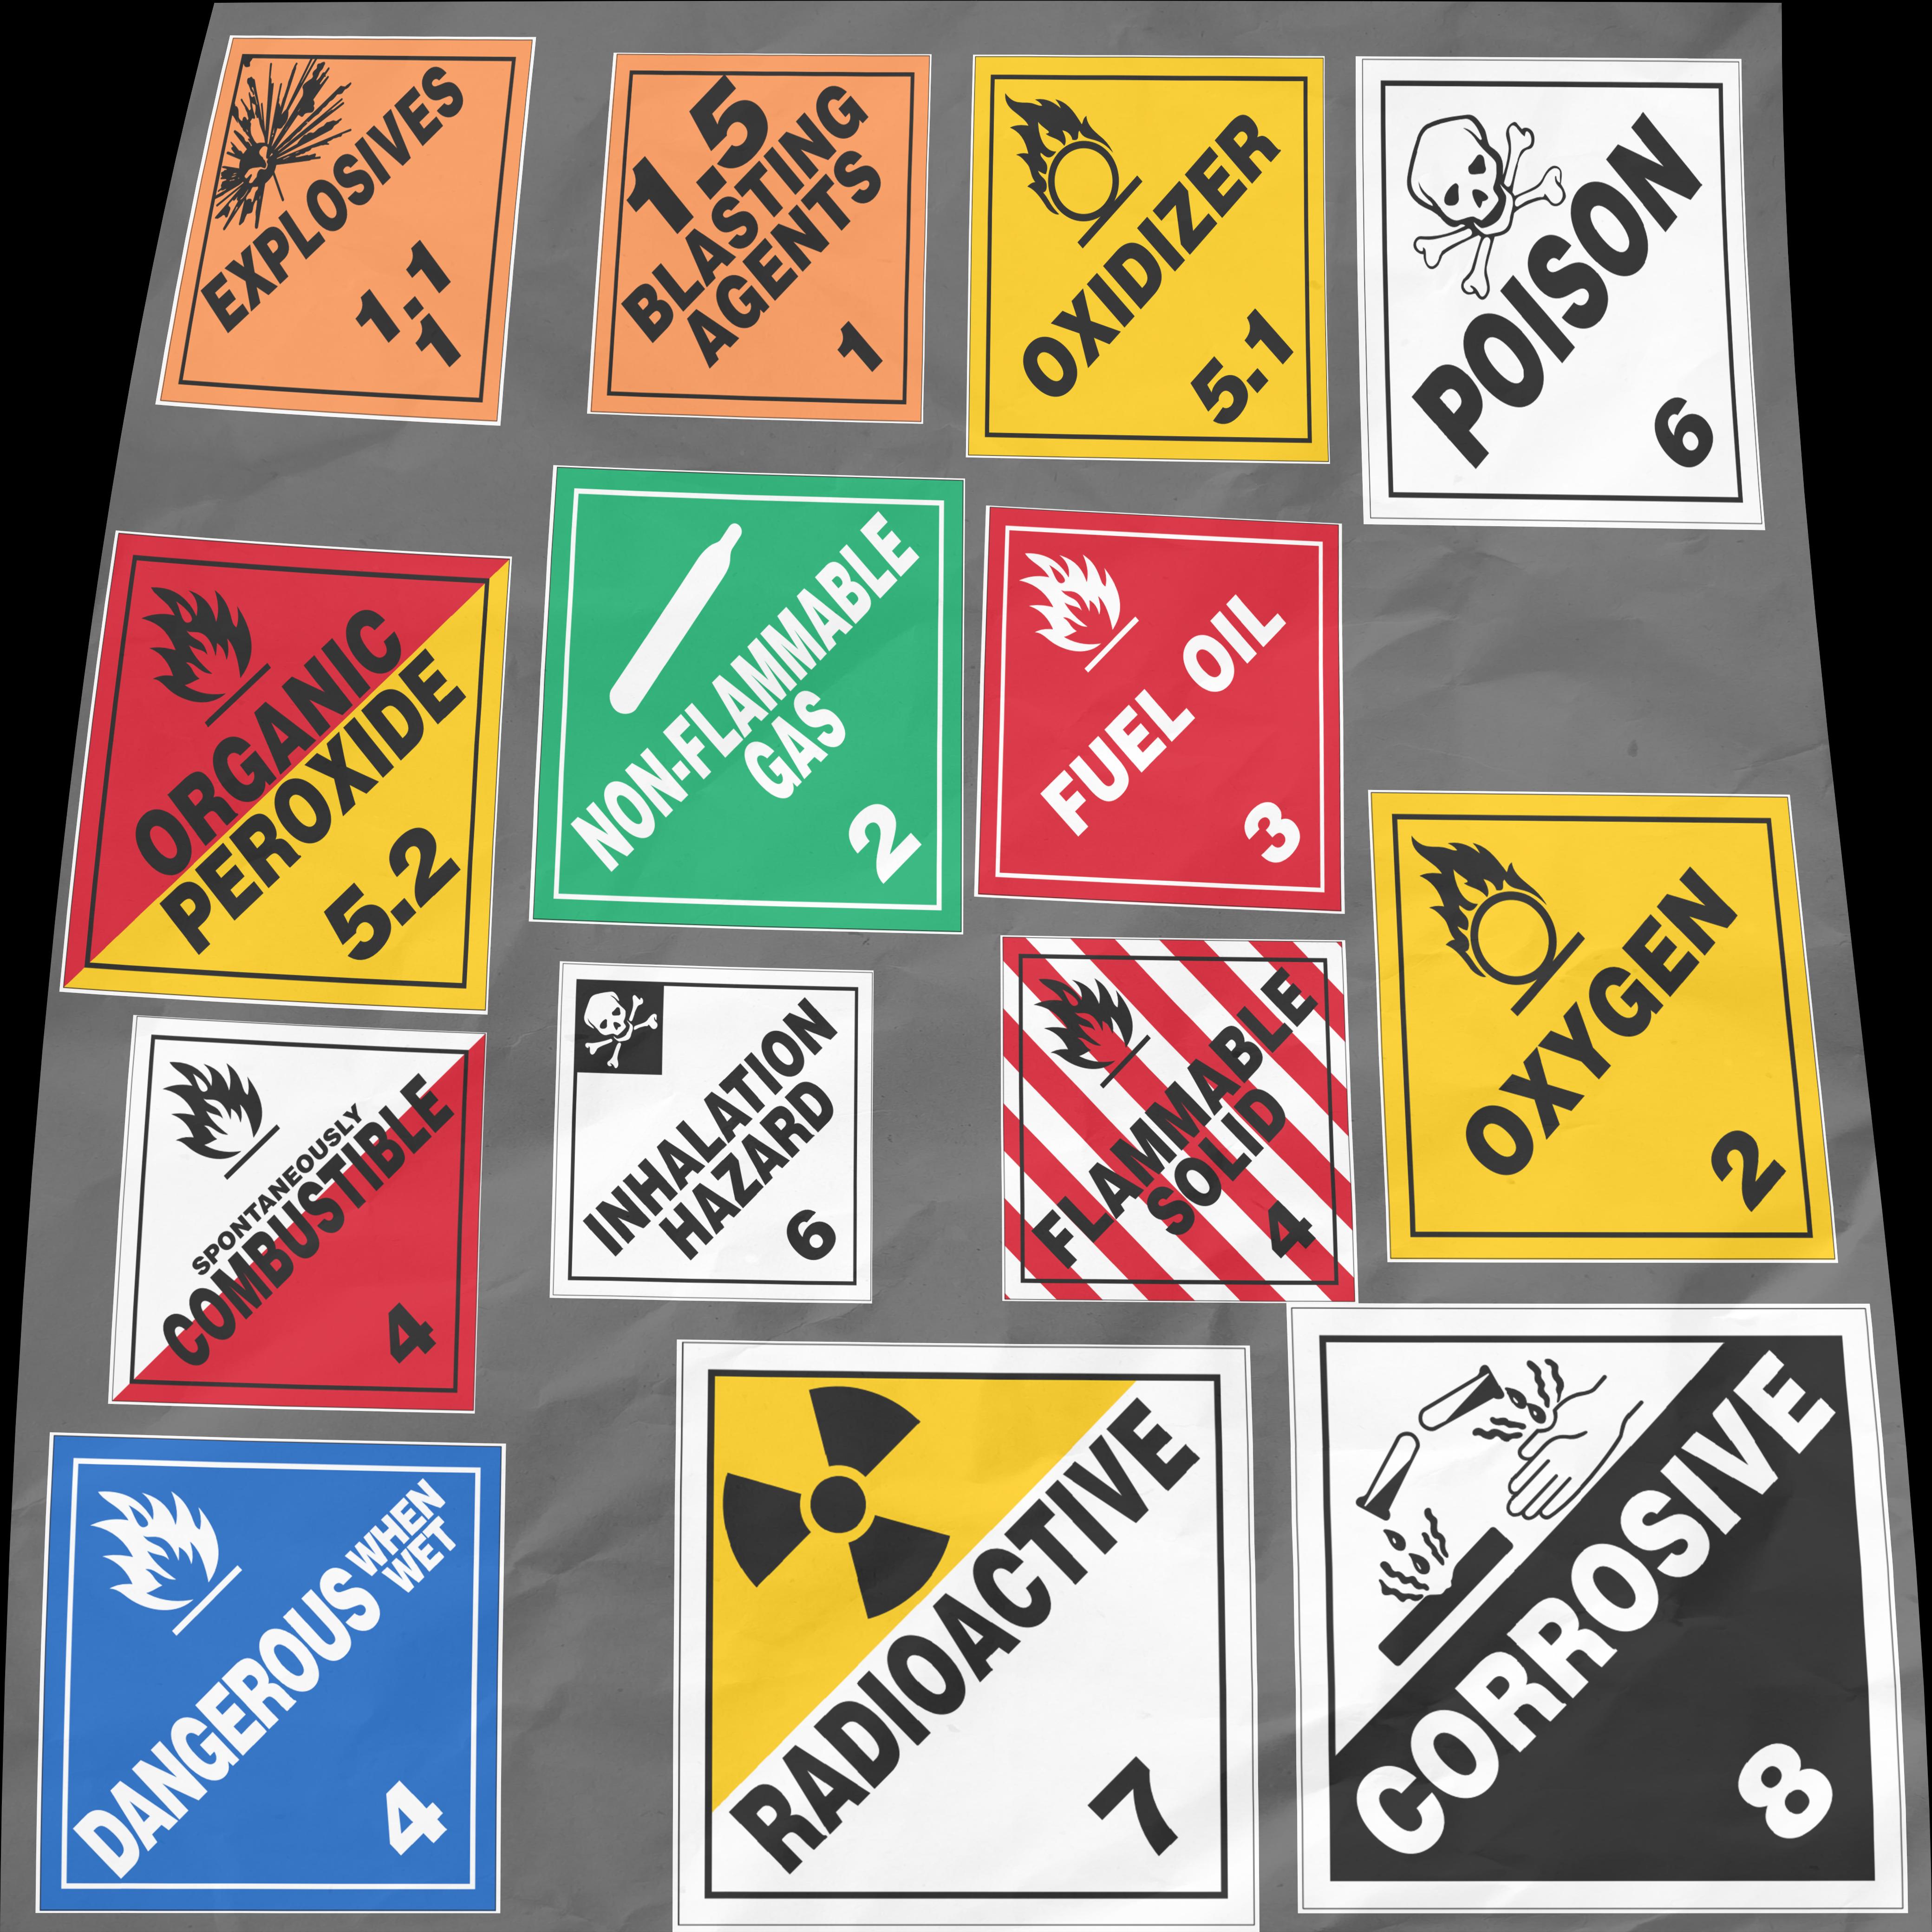 EXPLOSIVES
1.1
1
1.5
BLASTING
AGENTS
1
OXIDIZER
5.1
POISON
6
ORGANIC
PEROXIDE
5.2
NON-FLAMMABLE
GAS
2
FUEL OIL
3
OXYGEN
2
SPONTANEOUSLY
COMBUSTIBLE
4
INHALATION
HAZARD
6
FLAMMABLE
SOLID
4
DANGEROUS
WHEN
WET
4
RADIOACTIVE
7
CORROSIVE
8